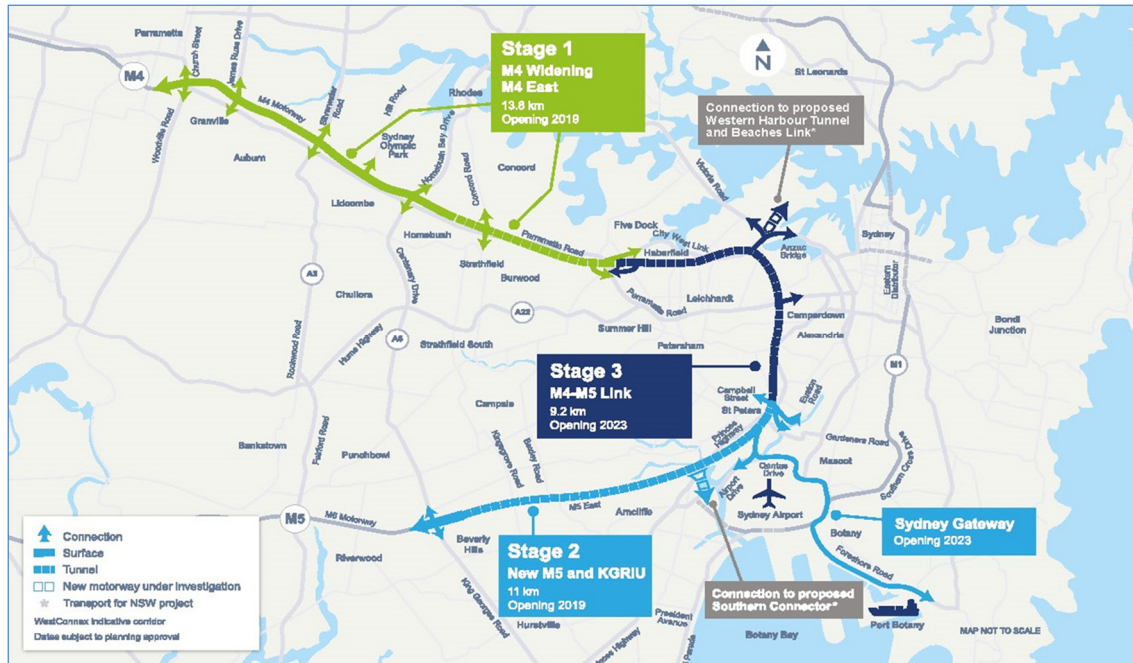 Parramatta
Church Street
James Ruse Drive
M4
Woodville Road
Granville
M4 Motorway
Silverwater Road
Hill Road
Auburn
Sydney Olympic Park
Homebush Bay Drive
Rhodes
Lidcombe
Concord Road
Concord
Homebush
Strathfield
Burwood
Parramatta Road
Five Dock
City West Link
Haberfield
Victoria Road
St Leonards
N
Stage 1
M4 Widening
M4 East
13.8 km
Opening 2019
Connection to proposed
Western Harbour Tunnel
and Beaches Link*
Anzac
Bridge
Sydney
Eastern
Distributor
Bondi
Junction
M1
Centenary Drive
A3
Chullora
A22
A6
Hume Highway
Rookwood Road
Strathfield South
Summer Hill
Parramatta Road
Leichhardt
Petersham
Camperdown
Alexandria
Stage 3
M4–M5 Link
9.2 km
Opening 2023
Campbell
Street
St Peters
Euston
Road
Princes
Highway
Gardeners Road
Mascot
Southern Cross Drive
Campsie
Bankstown
Fairford Road
Punchbowl
Kingsgrove Road
Bexley Road
M5
M5 Motorway
Riverwood
Beverly
Hills
M5 East
Arncliffe
Airport
Drive
Qantas
Drive
Sydney Airport
Botany
Foreshore Road
Sydney Gateway
Opening 2023
Stage 2
New M5 and KGRIU
11 km
Opening 2019
Connection to proposed
Southern Connector*
King Georges Road
Hurstville
President
Avenue
Princes Highway
Parade
Botany Bay
Port Botany
MAP NOT TO SCALE
Connection
Surface
Tunnel
New motorway under investigation
Transport for NSW project
WestConnex indicative corridor
Dates subject to planning approval